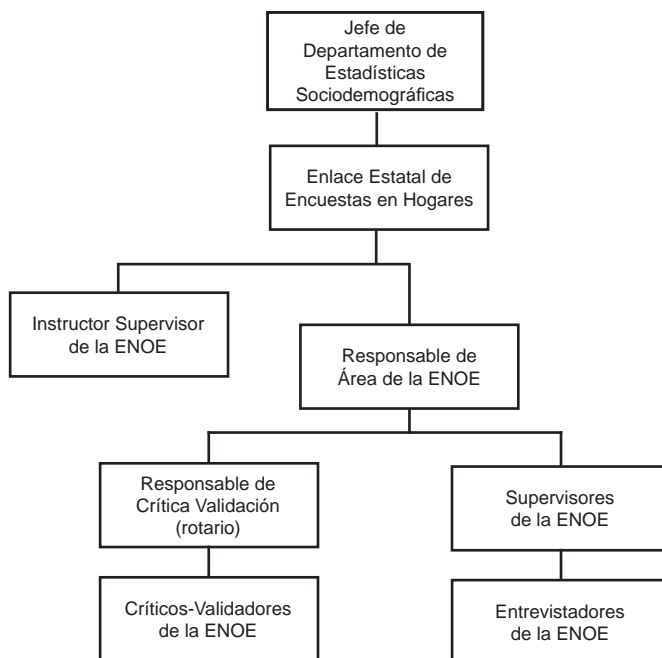 Jefe de
Departamento de
Estadísticas
Sociodemográficas
Enlace Estatal de
Encuestas en Hogares
Instructor Supervisor
de la ENOE
Responsable de
Área de la ENOE
Responsable de
Crítica Validación
(rotario)
Supervisores
de la ENOE
Críticos-Validadores
de la ENOE
Entrevistadores
de la ENOE